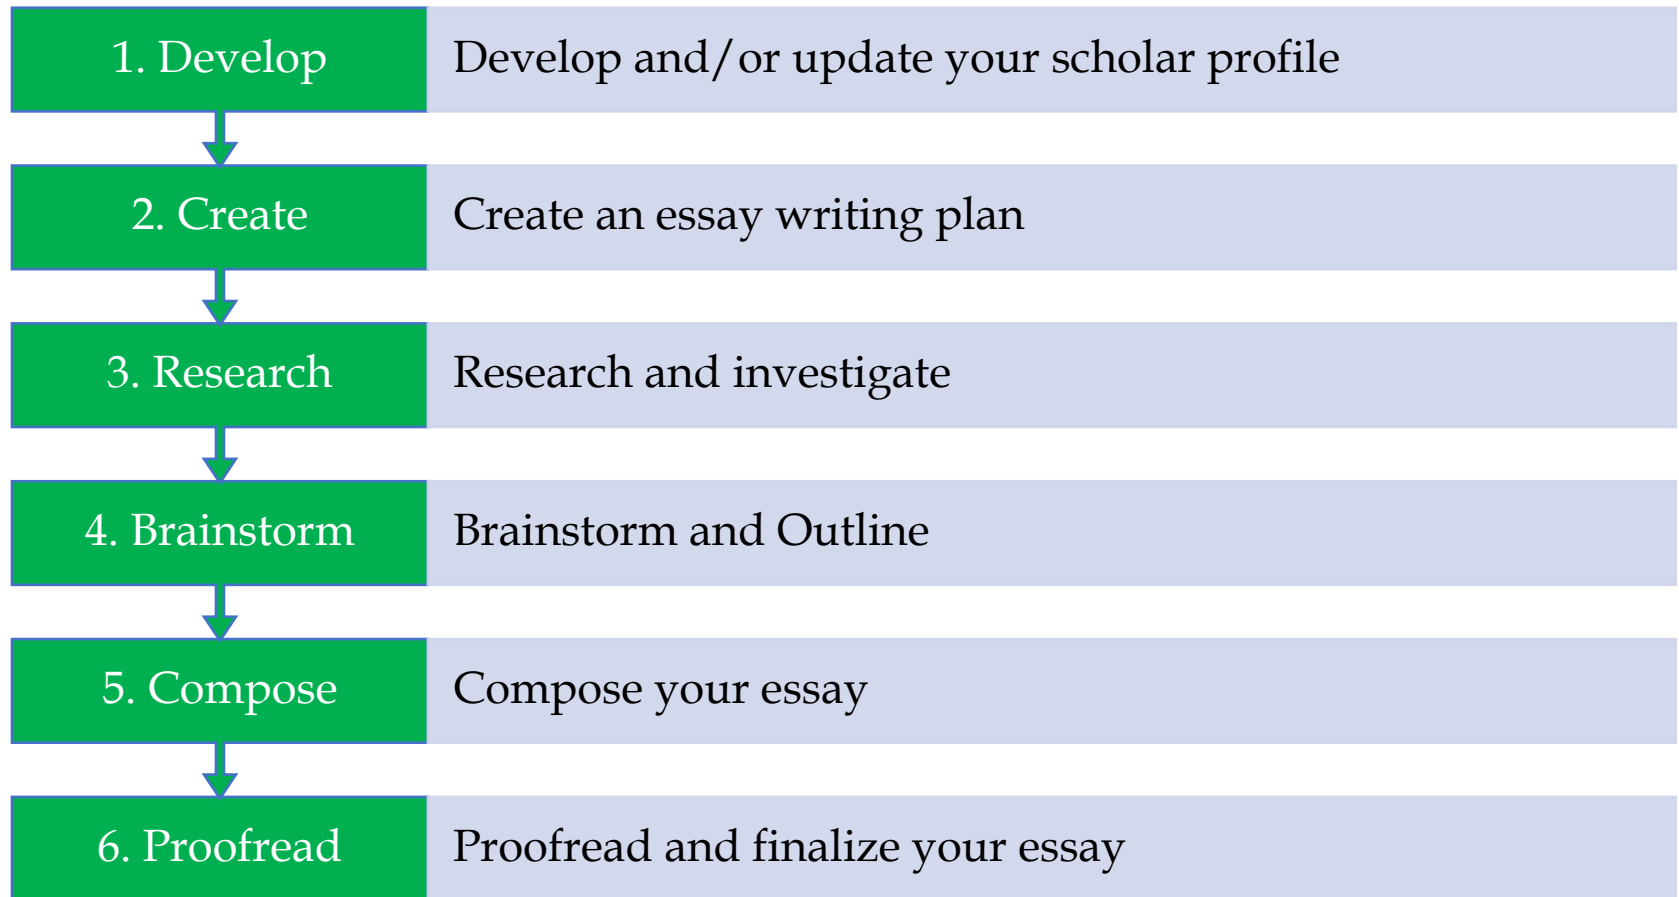 1. Develop
Develop and/or update your scholar profile
2. Create
Create an essay writing plan
3. Research
Research and investigate
4. Brainstorm
Brainstorm and Outline
5. Compose
Compose your essay
6. Proofread
Proofread and finalize your essay